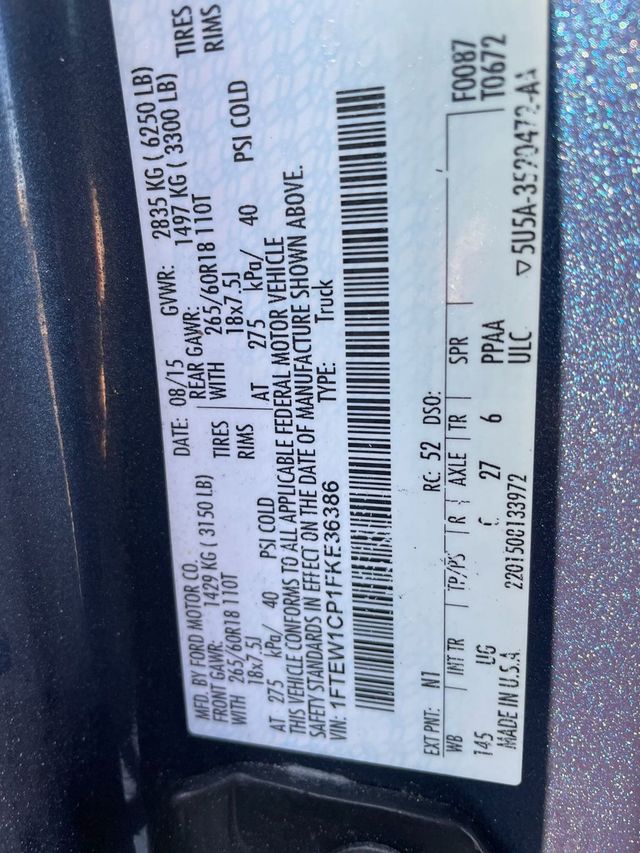 MFD. BY FORD MOTOR CO. DATE: 08/15 GVWR: 2835 KG ( 6250 LB)
FRONT GAWR: 1429 KG ( 3150 LB) REAR GAWR: 1497 KG ( 3300 LB)
WITH 265/60R18 110T TIRES WITH 265/60R18 110T TIRES
18x7.5J RIMS 18x7.5J RIMS
AT 275 kPa/ 40 PSI COLD AT 275 kPa/ 40 PSI COLD
THIS VEHICLE CONFORMS TO ALL APPLICABLE FEDERAL MOTOR VEHICLE
SAFETY STANDARDS IN EFFECT ON THE DATE OF MANUFACTURE SHOWN ABOVE.
VIN: 1FTEW1CP1FKE36386 TYPE: Truck
F0087
T0672
EXT PNT: N1 RC: 52 DSO:
WB INT TR TP/PS R AXLE TR SPR
145 UG 27 6 PPAA
MADE IN U.S.A. 2201508133972 ULC